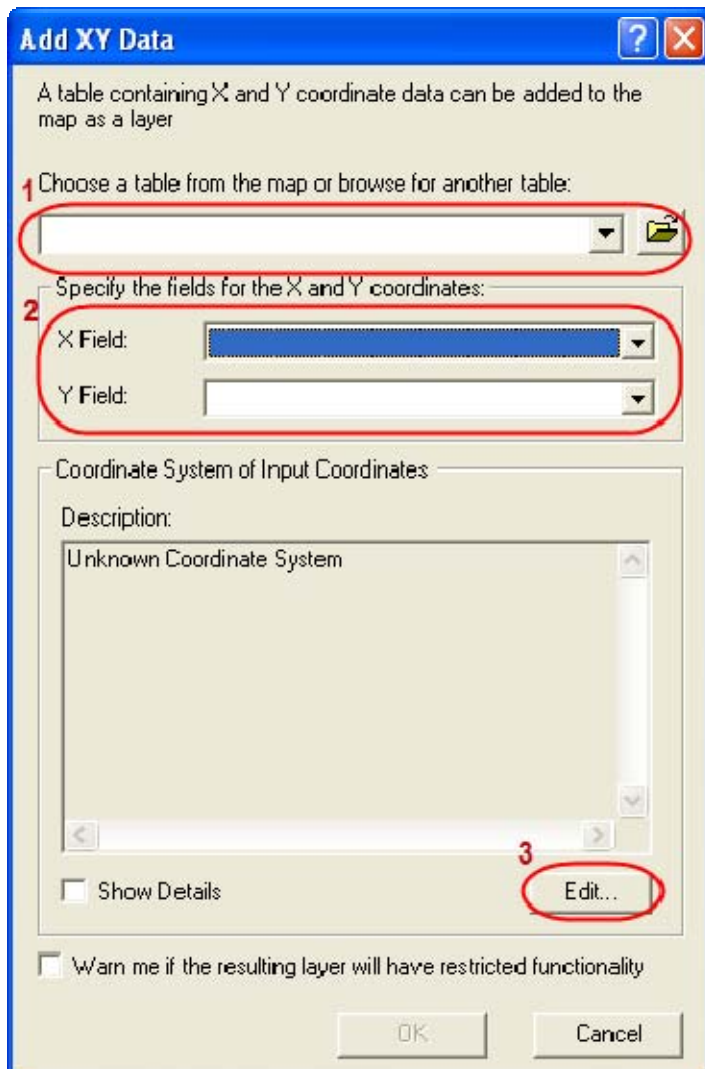 Add XY Data
A table containing X and Y coordinate data can be added to the
map as a layer
1
Choose a table from the map or browse for another table:
Specify the fields for the X and Y coordinates:
2
X Field:
Y Field:
Coordinate System of Input Coordinates
Description:
Unknown Coordinate System
3
Show Details
Edit...
Warn me if the resulting layer will have restricted functionality
OK
Cancel